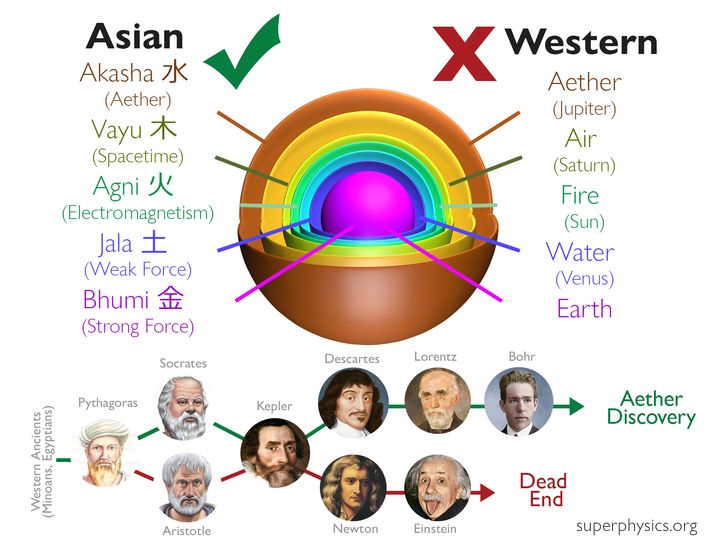 Asian
Western
X
Akasha 水
(Aether)
Vayu 木
(Spacetime)
Agni 火
(Electromagnetism)
Jala 土
(Weak Force)
Bhumi 金
(Strong Force)
Aether
(Jupiter)
Air
(Saturn)
Fire
(Sun)
Water
(Venus)
Earth
Western Ancients
(Minoans, Egyptians)
Pythagoras
Socrates
Aristotle
Kepler
Descartes
Lorentz
Bohr
Newton
Einstein
Aether
Discovery
Dead
End
superphysics.org